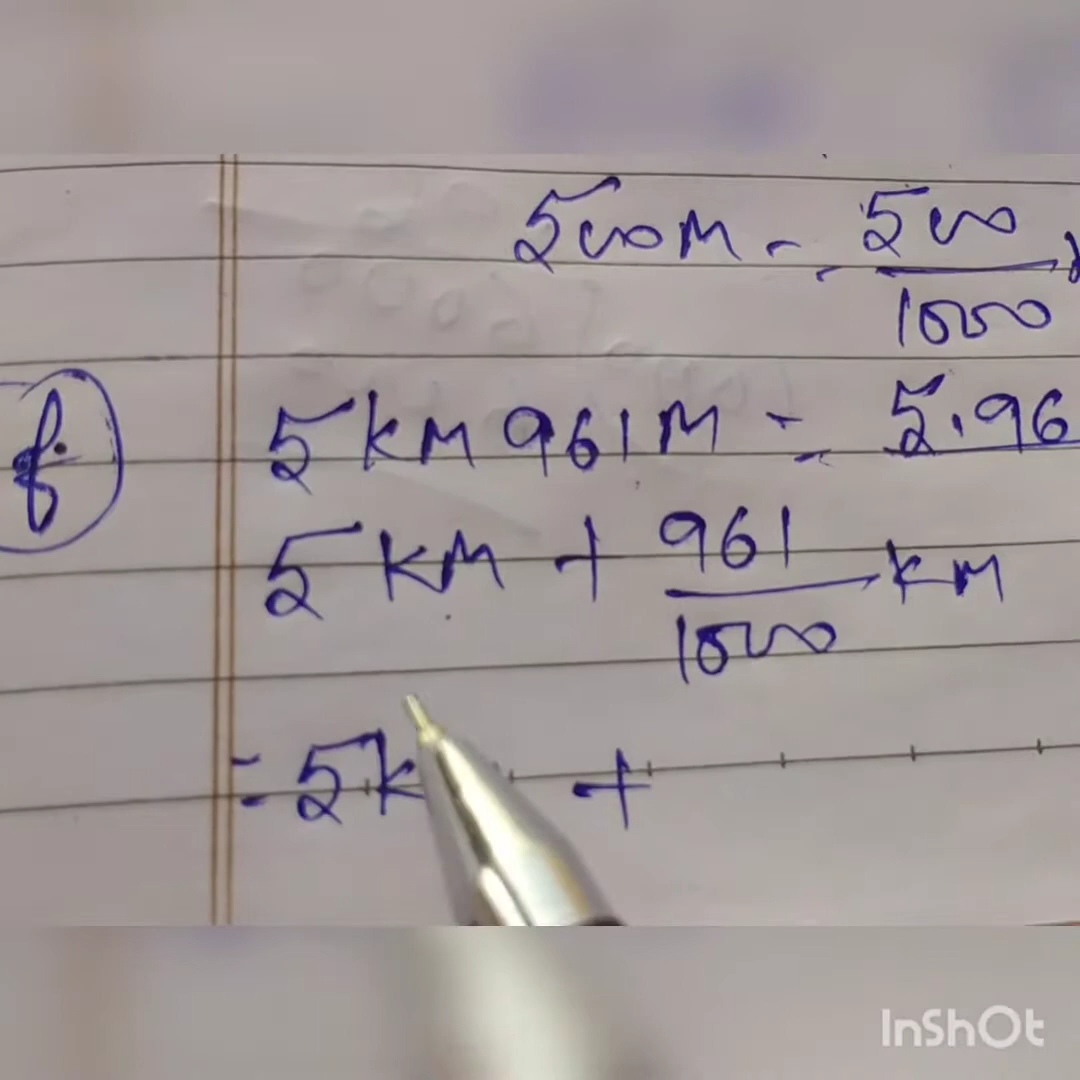 500M = 500
1000
f. 5KM 961M = 5.96
5KM + 961 KM
1000
= 5K +
InShOt